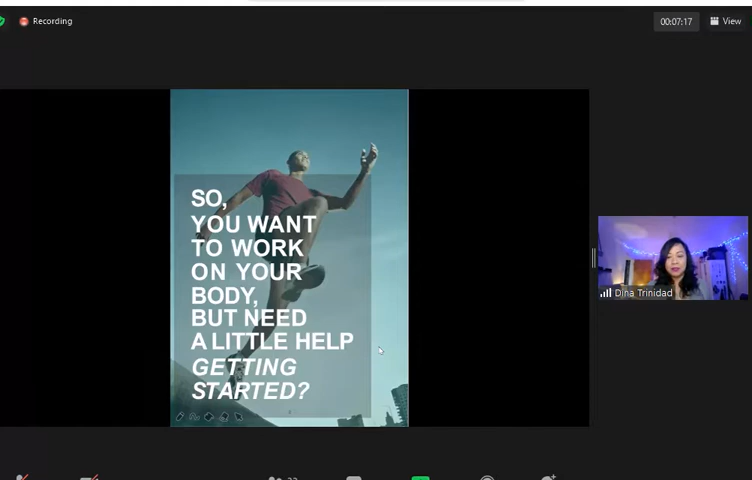 Recording
00:07:17
View
SO,
YOU WANT
TO WORK
ON YOUR
BODY,
BUT NEED
A LITTLE HELP
GETTING
STARTED?
Dina Trinidad